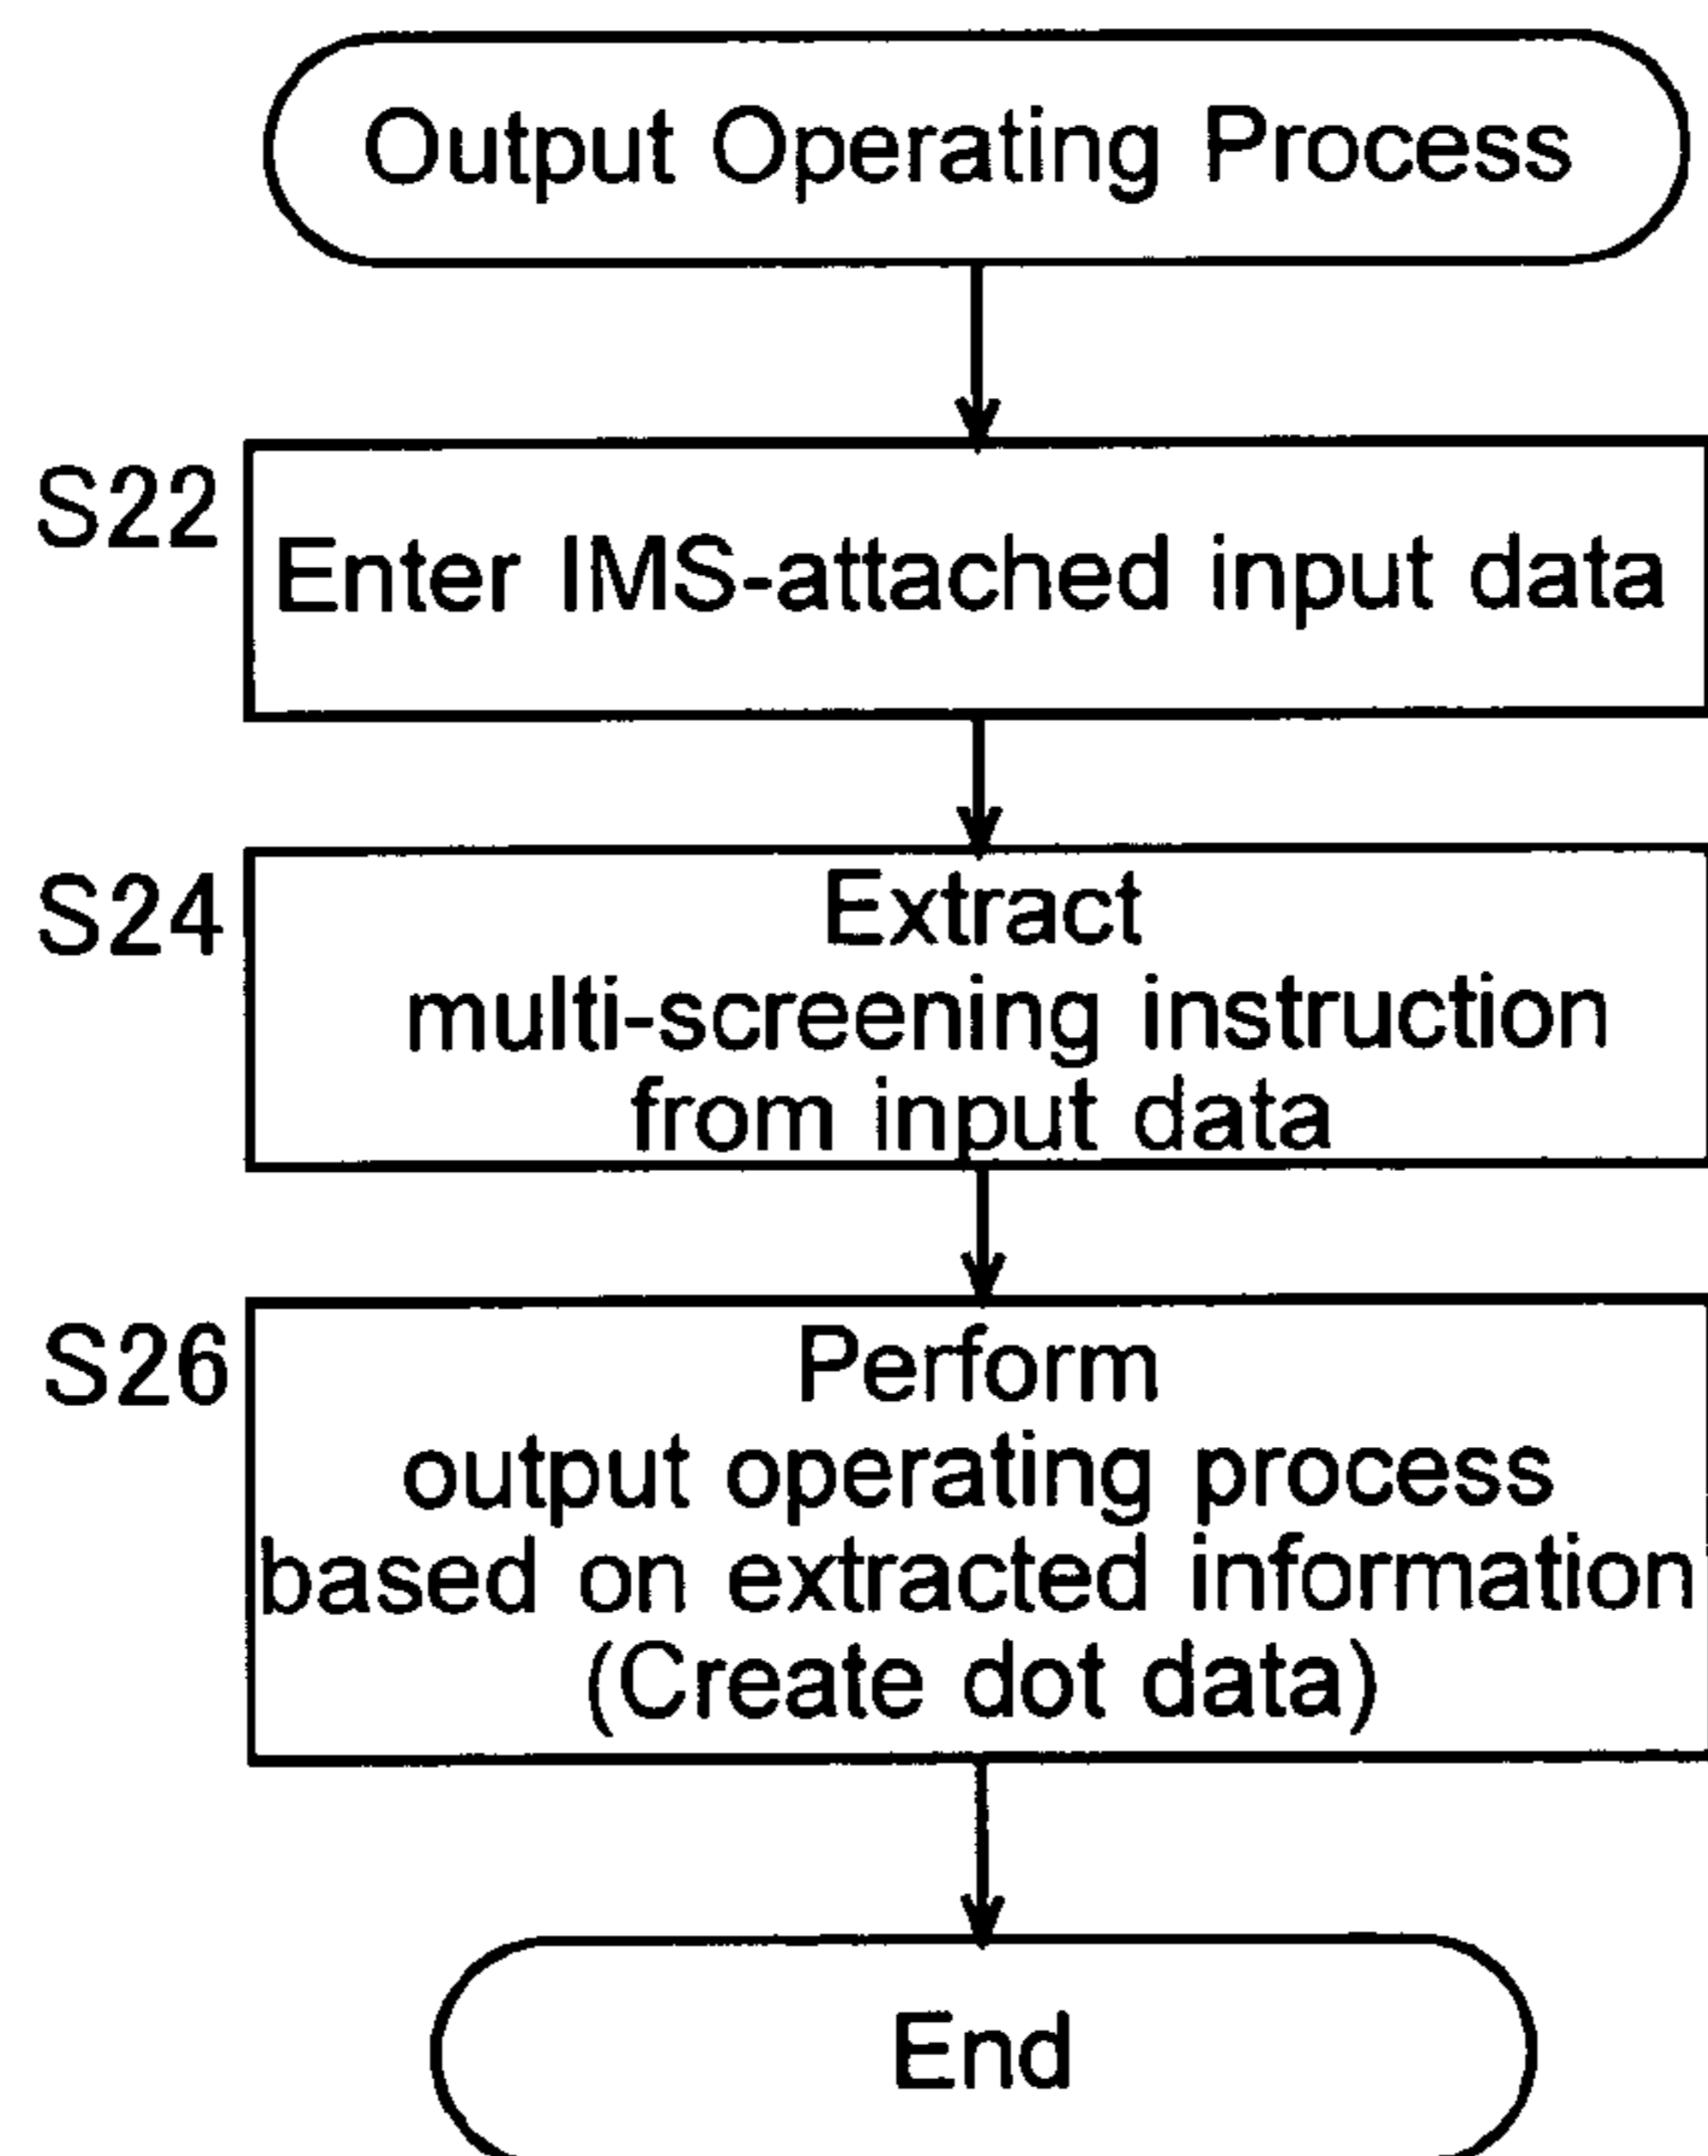 Output Operating Process
S22
Enter IMS-attached input data
S24
Extract
multi-screening instruction
from input data
S26
Perform
output operating process
based on extracted information
(Create dot data)
End